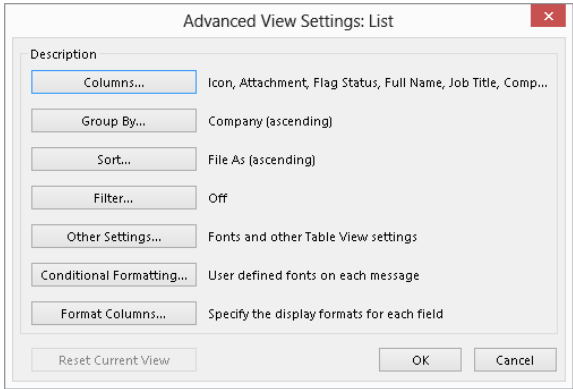 Advanced View Settings: List
Description
Columns... Icon, Attachment, Flag Status, Full Name, Job Title, Comp...
Group By... Company (ascending)
Sort... File As (ascending)
Filter... Off
Other Settings... Fonts and other Table View settings
Conditional Formatting... User defined fonts on each message
Format Columns... Specify the display formats for each field
Reset Current View OK Cancel